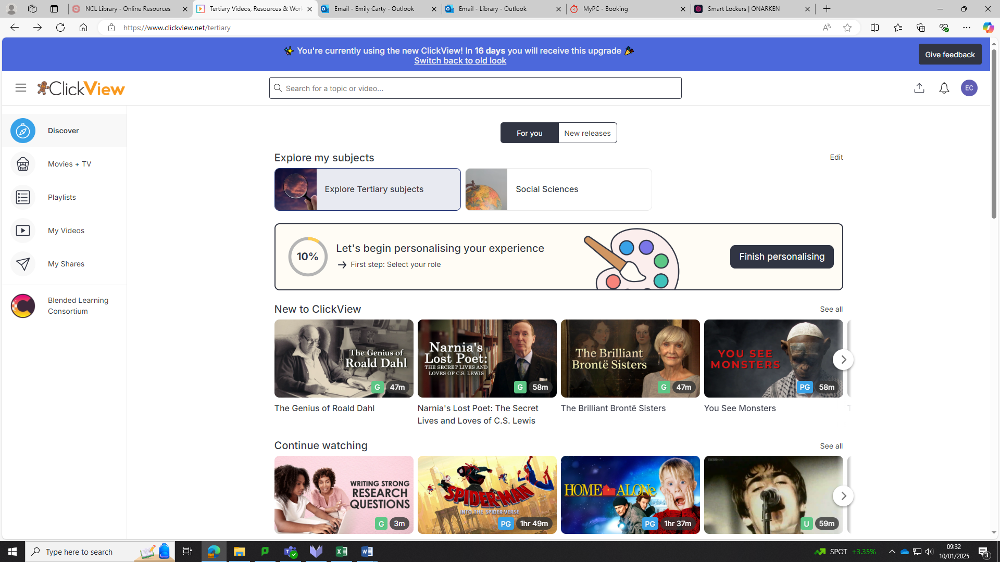 NCL Library - Online Resources
Tertiary Videos, Resources & Wor
Email - Emily Carty - Outlook
Email - Library - Outlook
MyPC - Booking
Smart Lockers | ONARKEN
https://www.clickview.net/tertiary
You're currently using the new ClickView! In 16 days you will receive this upgrade
Switch back to old look
Give feedback
ClickView
Search for a topic or video...
EC
Discover
Movies + TV
Playlists
My Videos
My Shares
Blended Learning
Consortium
For you
New releases
Explore my subjects
Edit
Explore Tertiary subjects
Social Sciences
10%
Let's begin personalising your experience
First step: Select your role
Finish personalising
New to ClickView
See all
The Genius of
Roald Dahl
G 47m
Narnia's
Lost Poet:
THE SECRET LIVES AND
LOVES OF C.S. LEWIS
G 58m
The Brilliant
Brontë Sisters
G 47m
YOU SEE
MONSTERS
PG 58m
The Genius of Roald Dahl
Narnia's Lost Poet: The Secret
Lives and Loves of C.S. Lewis
The Brilliant Brontë Sisters
You See Monsters
Continue watching
See all
WRITING STRONG
RESEARCH
QUESTIONS
G 3m
SPIDER-MAN
INTO THE SPIDER-VERSE
PG 1hr 49m
HOME ALONe
PG 1hr 37m
U 59m
Type here to search
SPOT +3.35%
09:32
10/01/2025
3